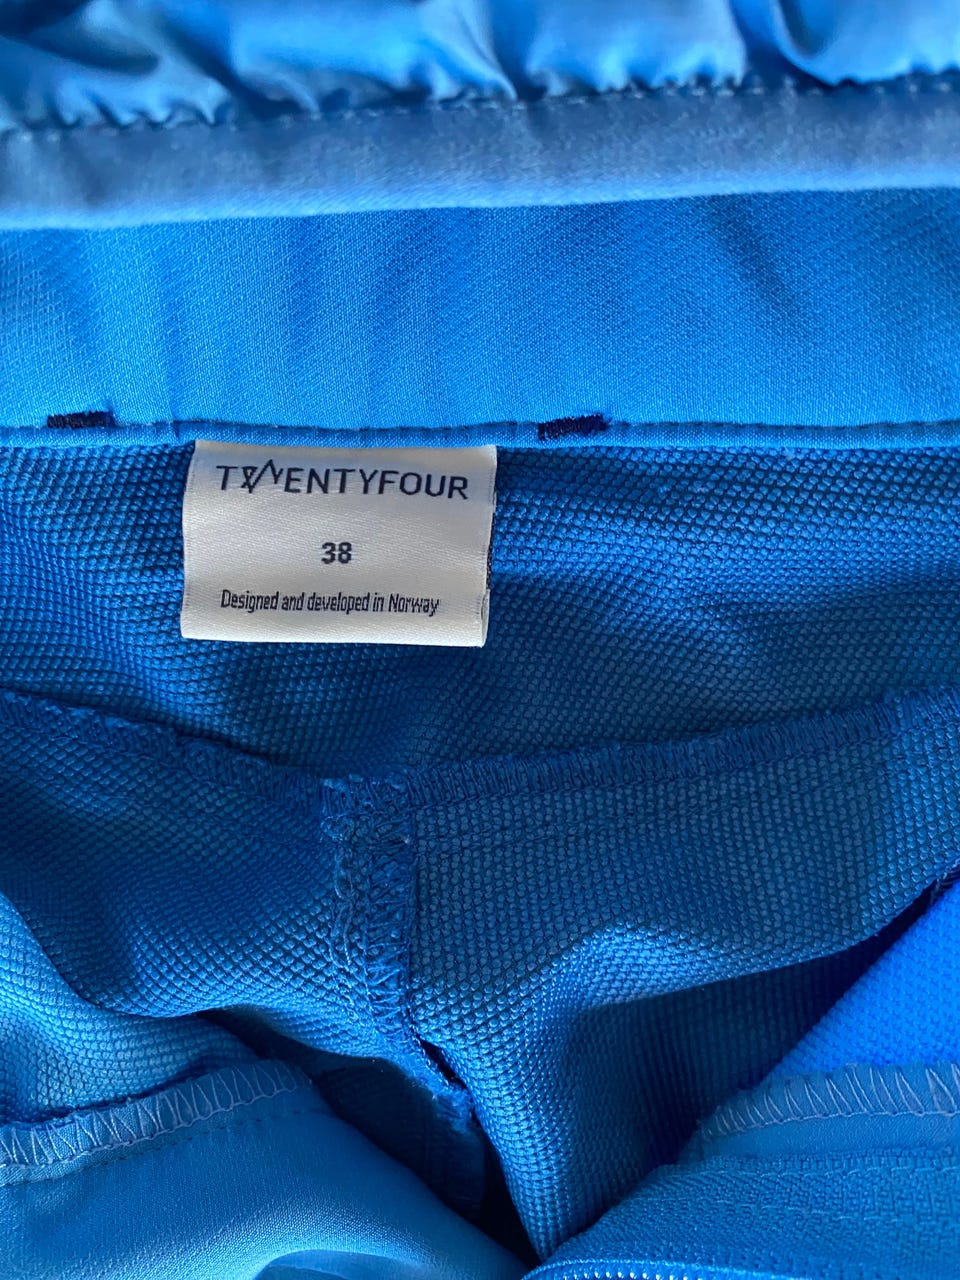 TWENTYFOUR
38
Designed and developed in Norway